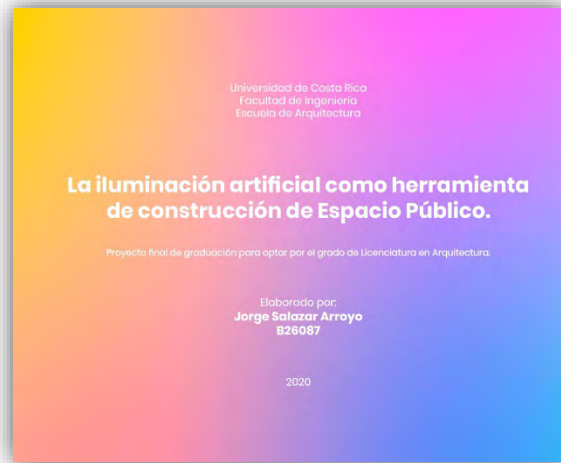 Universidad de Costa Rica
Facultad de Ingeniería
Escuela de Arquitectura
La iluminación artificial como herramienta
de construcción de Espacio Público.
Proyecto final de graduación para optar por el grado de Licenciatura en Arquitectura.
Elaborado por:
Jorge Salazar Arroyo
B26087
2020